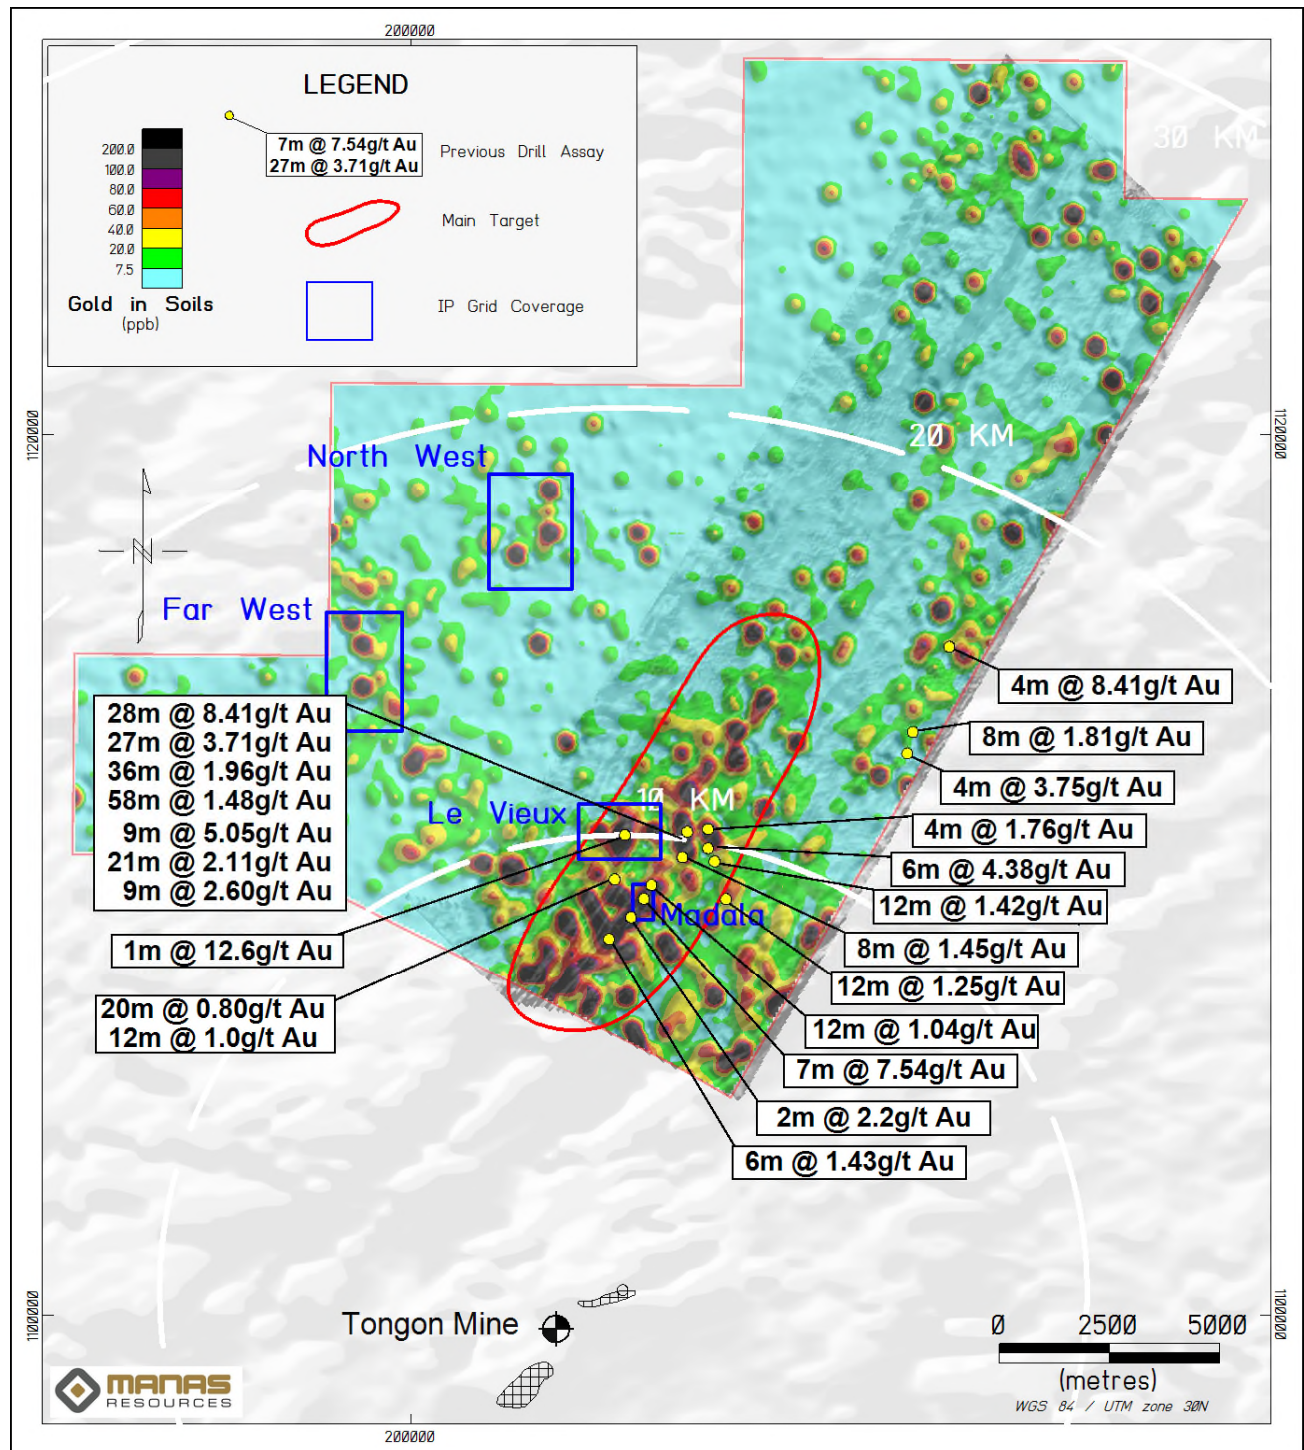 200000
LEGEND
7m @ 7.54g/t Au
27m @ 3.71g/t Au
Previous Drill Assay
200.0
100.0
80.0
60.0
40.0
20.0
7.5
Gold in Soils
(ppb)
Main Target
IP Grid Coverage
30 KM
1120000
1120000
20 KM
North West
N
Far West
4m @ 8.41g/t Au
28m @ 8.41g/t Au
27m @ 3.71g/t Au
36m @ 1.96g/t Au
58m @ 1.48g/t Au
9m @ 5.05g/t Au
21m @ 2.11g/t Au
9m @ 2.60g/t Au
8m @ 1.81g/t Au
4m @ 3.75g/t Au
10 KM
Le Vieux
4m @ 1.76g/t Au
6m @ 4.38g/t Au
12m @ 1.42g/t Au
Madala
1m @ 12.6g/t Au
8m @ 1.45g/t Au
12m @ 1.25g/t Au
20m @ 0.80g/t Au
12m @ 1.0g/t Au
12m @ 1.04g/t Au
7m @ 7.54g/t Au
2m @ 2.2g/t Au
6m @ 1.43g/t Au
Tongon Mine
1100000
1100000
0 2500 5000
(metres)
WGS 84 / UTM zone 30N
MANAS
RESOURCES
200000